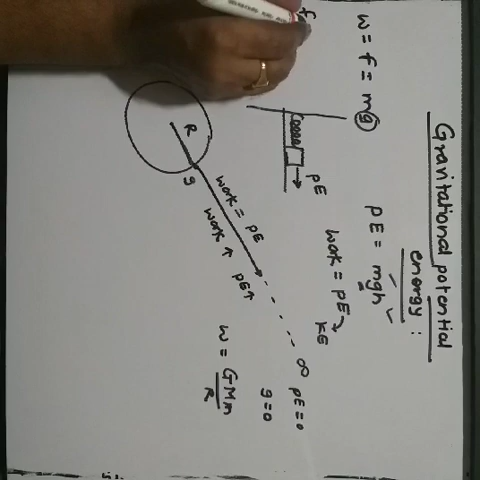 Gravitational potential
energy :
PE = mgh
w = f = mg
work = PE
KE
PE
f
R
g
work = PE
work ↑ PE↑
∞
PE = 0
g = 0
w = GMm
R